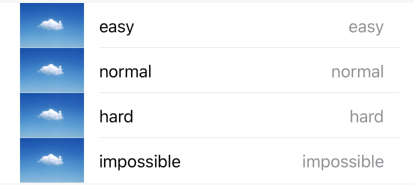 easy easy
normal normal
hard hard
impossible impossible